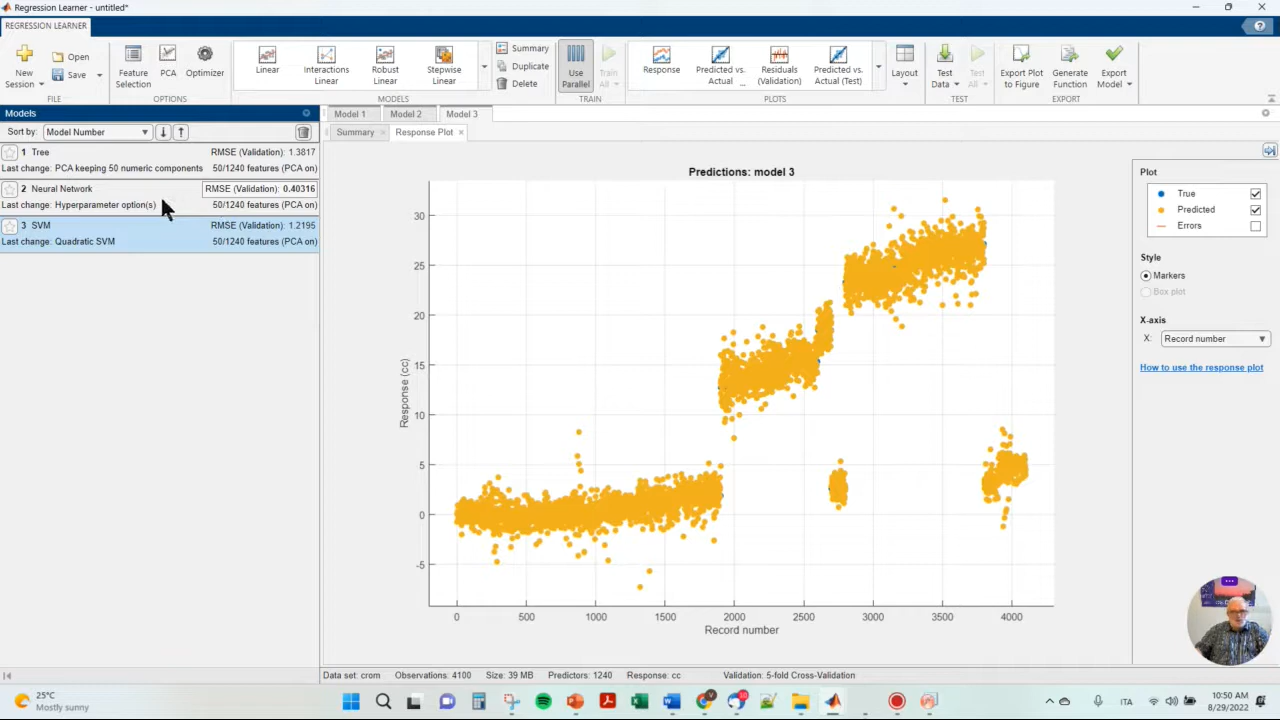 Regression Learner - untitled*
REGRESSION LEARNER
New Session
Open
Save
FILE
Feature Selection
PCA
Optimizer
OPTIONS
Linear
Interactions Linear
Robust Linear
Stepwise Linear
MODELS
Summary
Duplicate
Delete
Use Parallel
Train All
TRAIN
Response
Predicted vs. Actual ...
Residuals (Validation)
Predicted vs. Actual (Test)
PLOTS
Layout
Test Data
Test All
TEST
Export Plot to Figure
Generate Function
Export Model
EXPORT
Models
Sort by: Model Number
1 Tree RMSE (Validation): 1.3817
Last change: PCA keeping 50 numeric components 50/1240 features (PCA on)
2 Neural Network RMSE (Validation): 0.40316
Last change: Hyperparameter option(s) 50/1240 features (PCA on)
3 SVM RMSE (Validation): 1.2195
Last change: Quadratic SVM 50/1240 features (PCA on)
Model 1 Model 2 Model 3
Summary Response Plot
Predictions: model 3
30
25
20
15
10
5
0
-5
Response (cc)
0 500 1000 1500 2000 2500 3000 3500 4000
Record number
Plot
True
Predicted
Errors
Style
Markers
Box plot
X-axis
X: Record number
How to use the response plot
Data set: crom Observations: 4100 Size: 39 MB Predictors: 1240 Response: cc Validation: 5-fold Cross-Validation
25°C
Mostly sunny
ITA
10:50 AM
8/29/2022